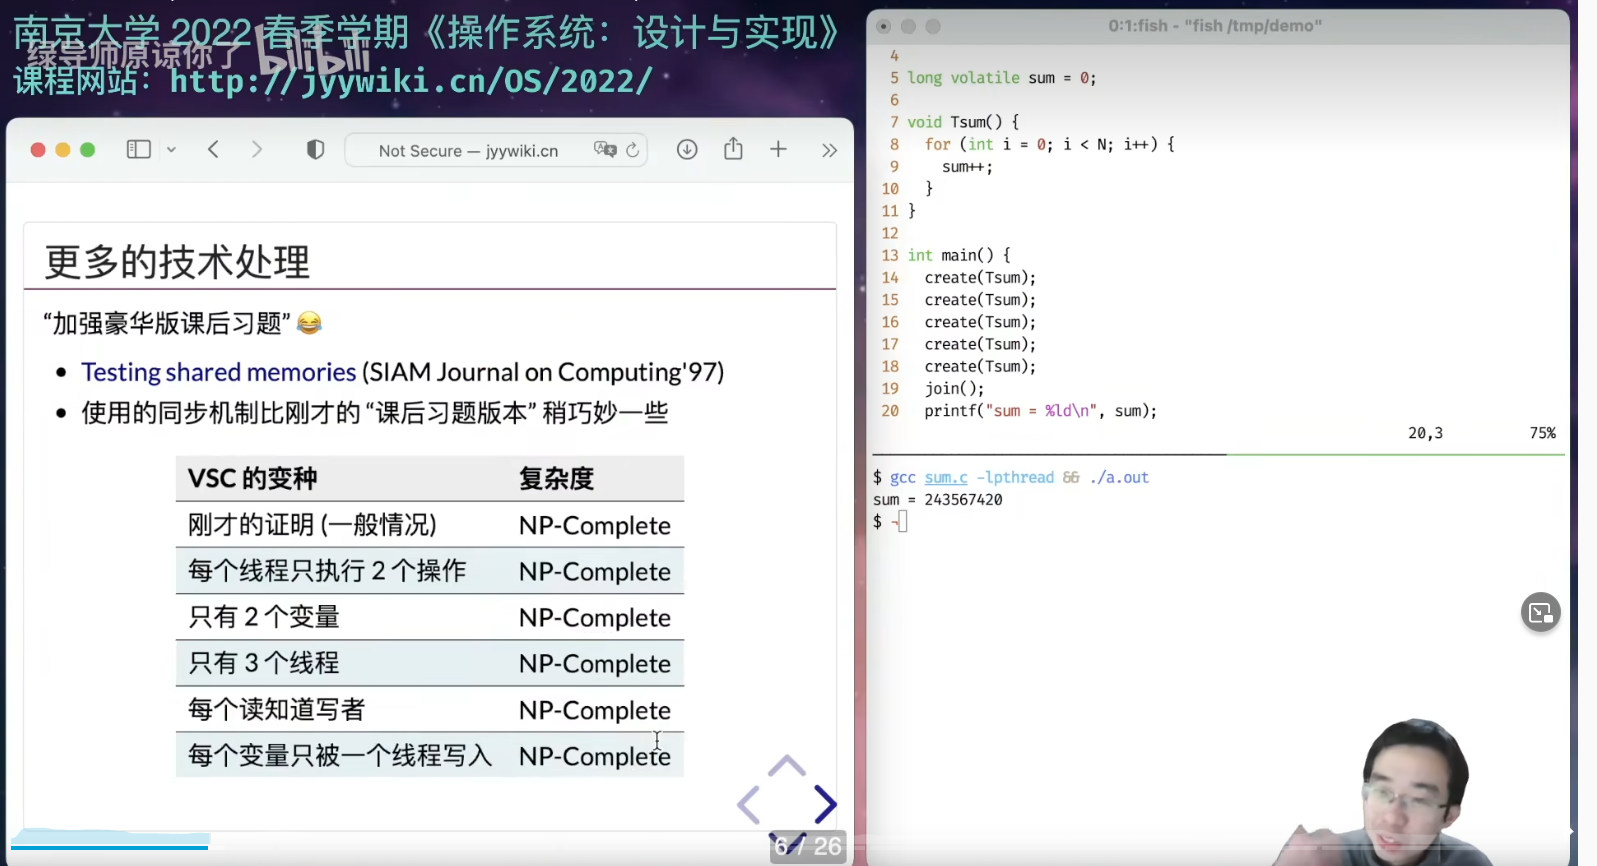 南京大学 2022 春季学期《操作系统：设计与实现》
绿导师原谅你了 bilibili
课程网站：http://jyywiki.cn/OS/2022/
Not Secure — jyywiki.cn
更多的技术处理
“加强豪华版课后习题”😂
• Testing shared memories (SIAM Journal on Computing'97)
• 使用的同步机制比刚才的 “课后习题版本” 稍巧妙一些
VSC 的变种 复杂度
刚才的证明 (一般情况) NP-Complete
每个线程只执行 2 个操作 NP-Complete
只有 2 个变量 NP-Complete
只有 3 个线程 NP-Complete
每个读知道写者 NP-Complete
每个变量只被一个线程写入 NP-Complete
6 / 26
0:1:fish - "fish /tmp/demo"
4
5 long volatile sum = 0;
6
7 void Tsum() {
8   for (int i = 0; i < N; i++) {
9     sum++;
10   }
11 }
12
13 int main() {
14   create(Tsum);
15   create(Tsum);
16   create(Tsum);
17   create(Tsum);
18   create(Tsum);
19   join();
20   printf("sum = %ld\n", sum);
20,3 75%
$ gcc sum.c -lpthread && ./a.out
sum = 243567420
$ ¬